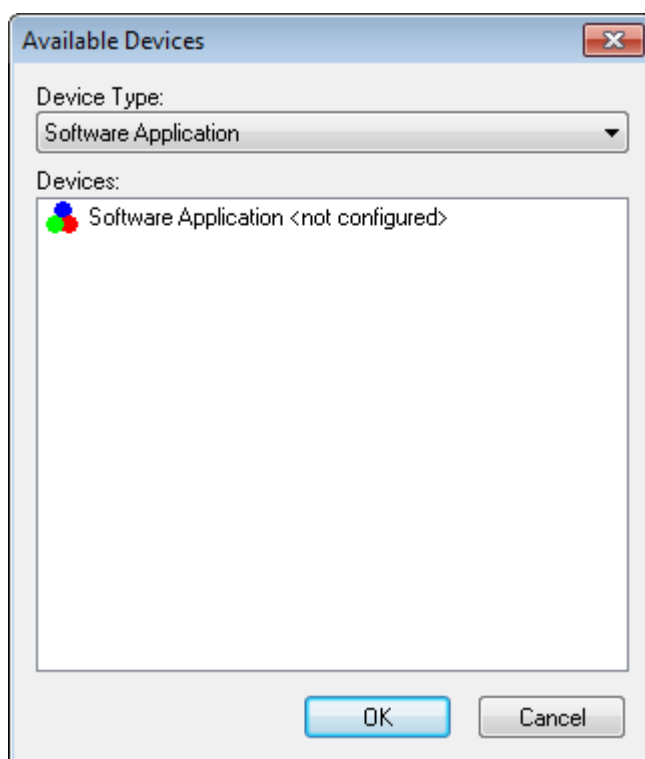 Available Devices
Device Type:
Software Application
Devices:
Software Application <not configured>
OK
Cancel